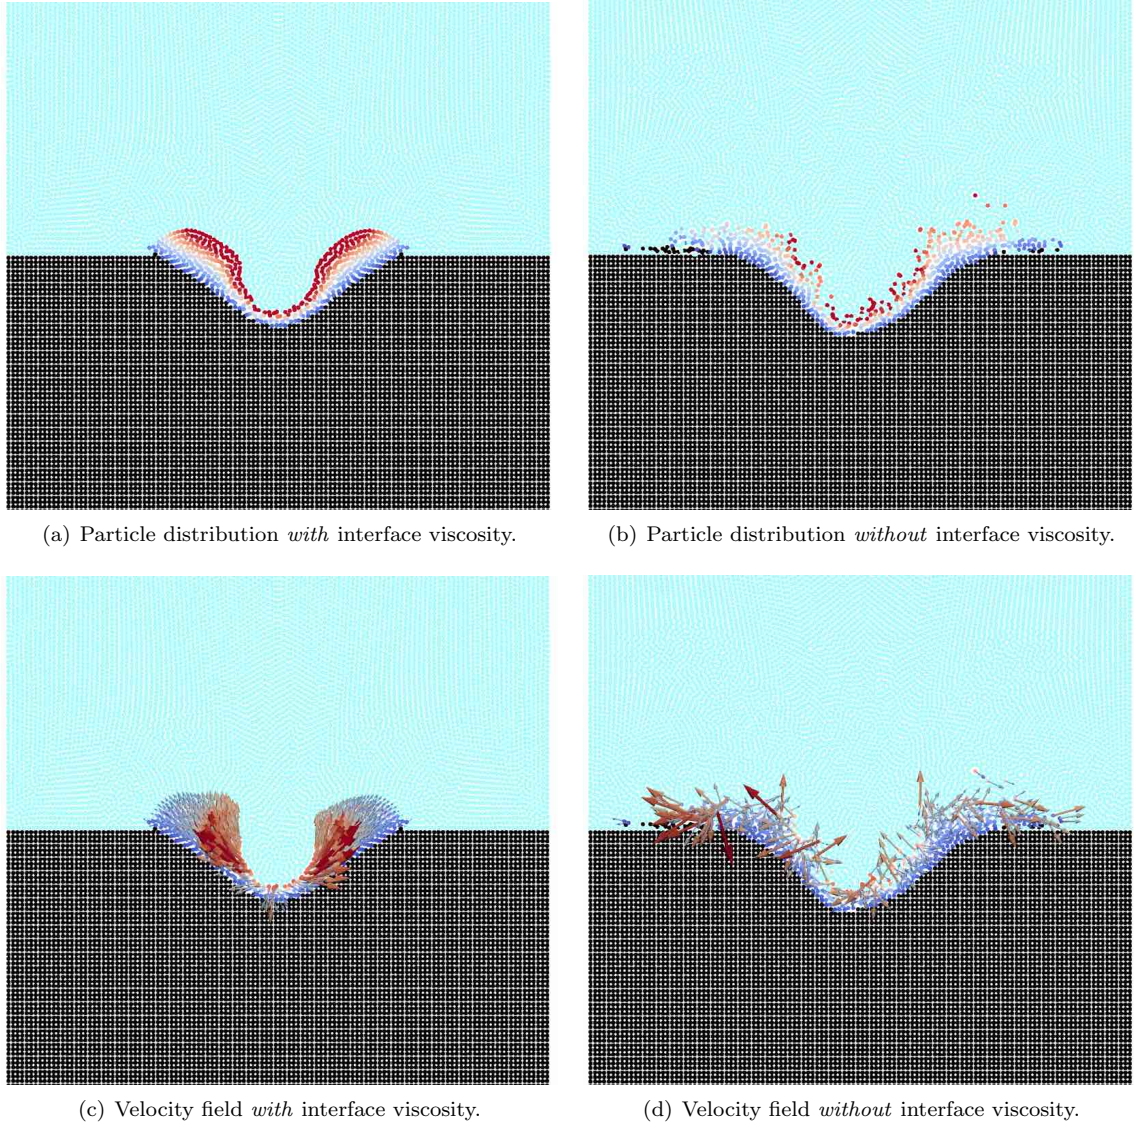 (a) Particle distribution with interface viscosity.
(b) Particle distribution without interface viscosity.
(c) Velocity field with interface viscosity.
(d) Velocity field without interface viscosity.